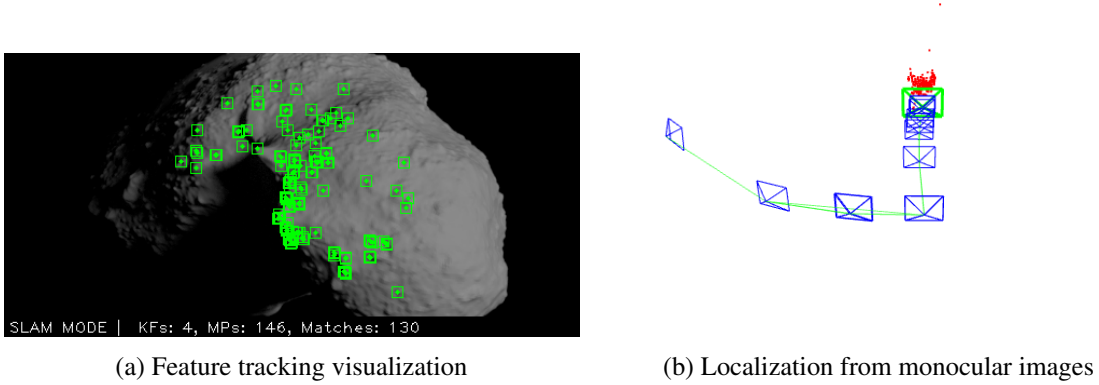 SLAM MODE | KFs: 4, MPs: 146, Matches: 130
(a) Feature tracking visualization
(b) Localization from monocular images